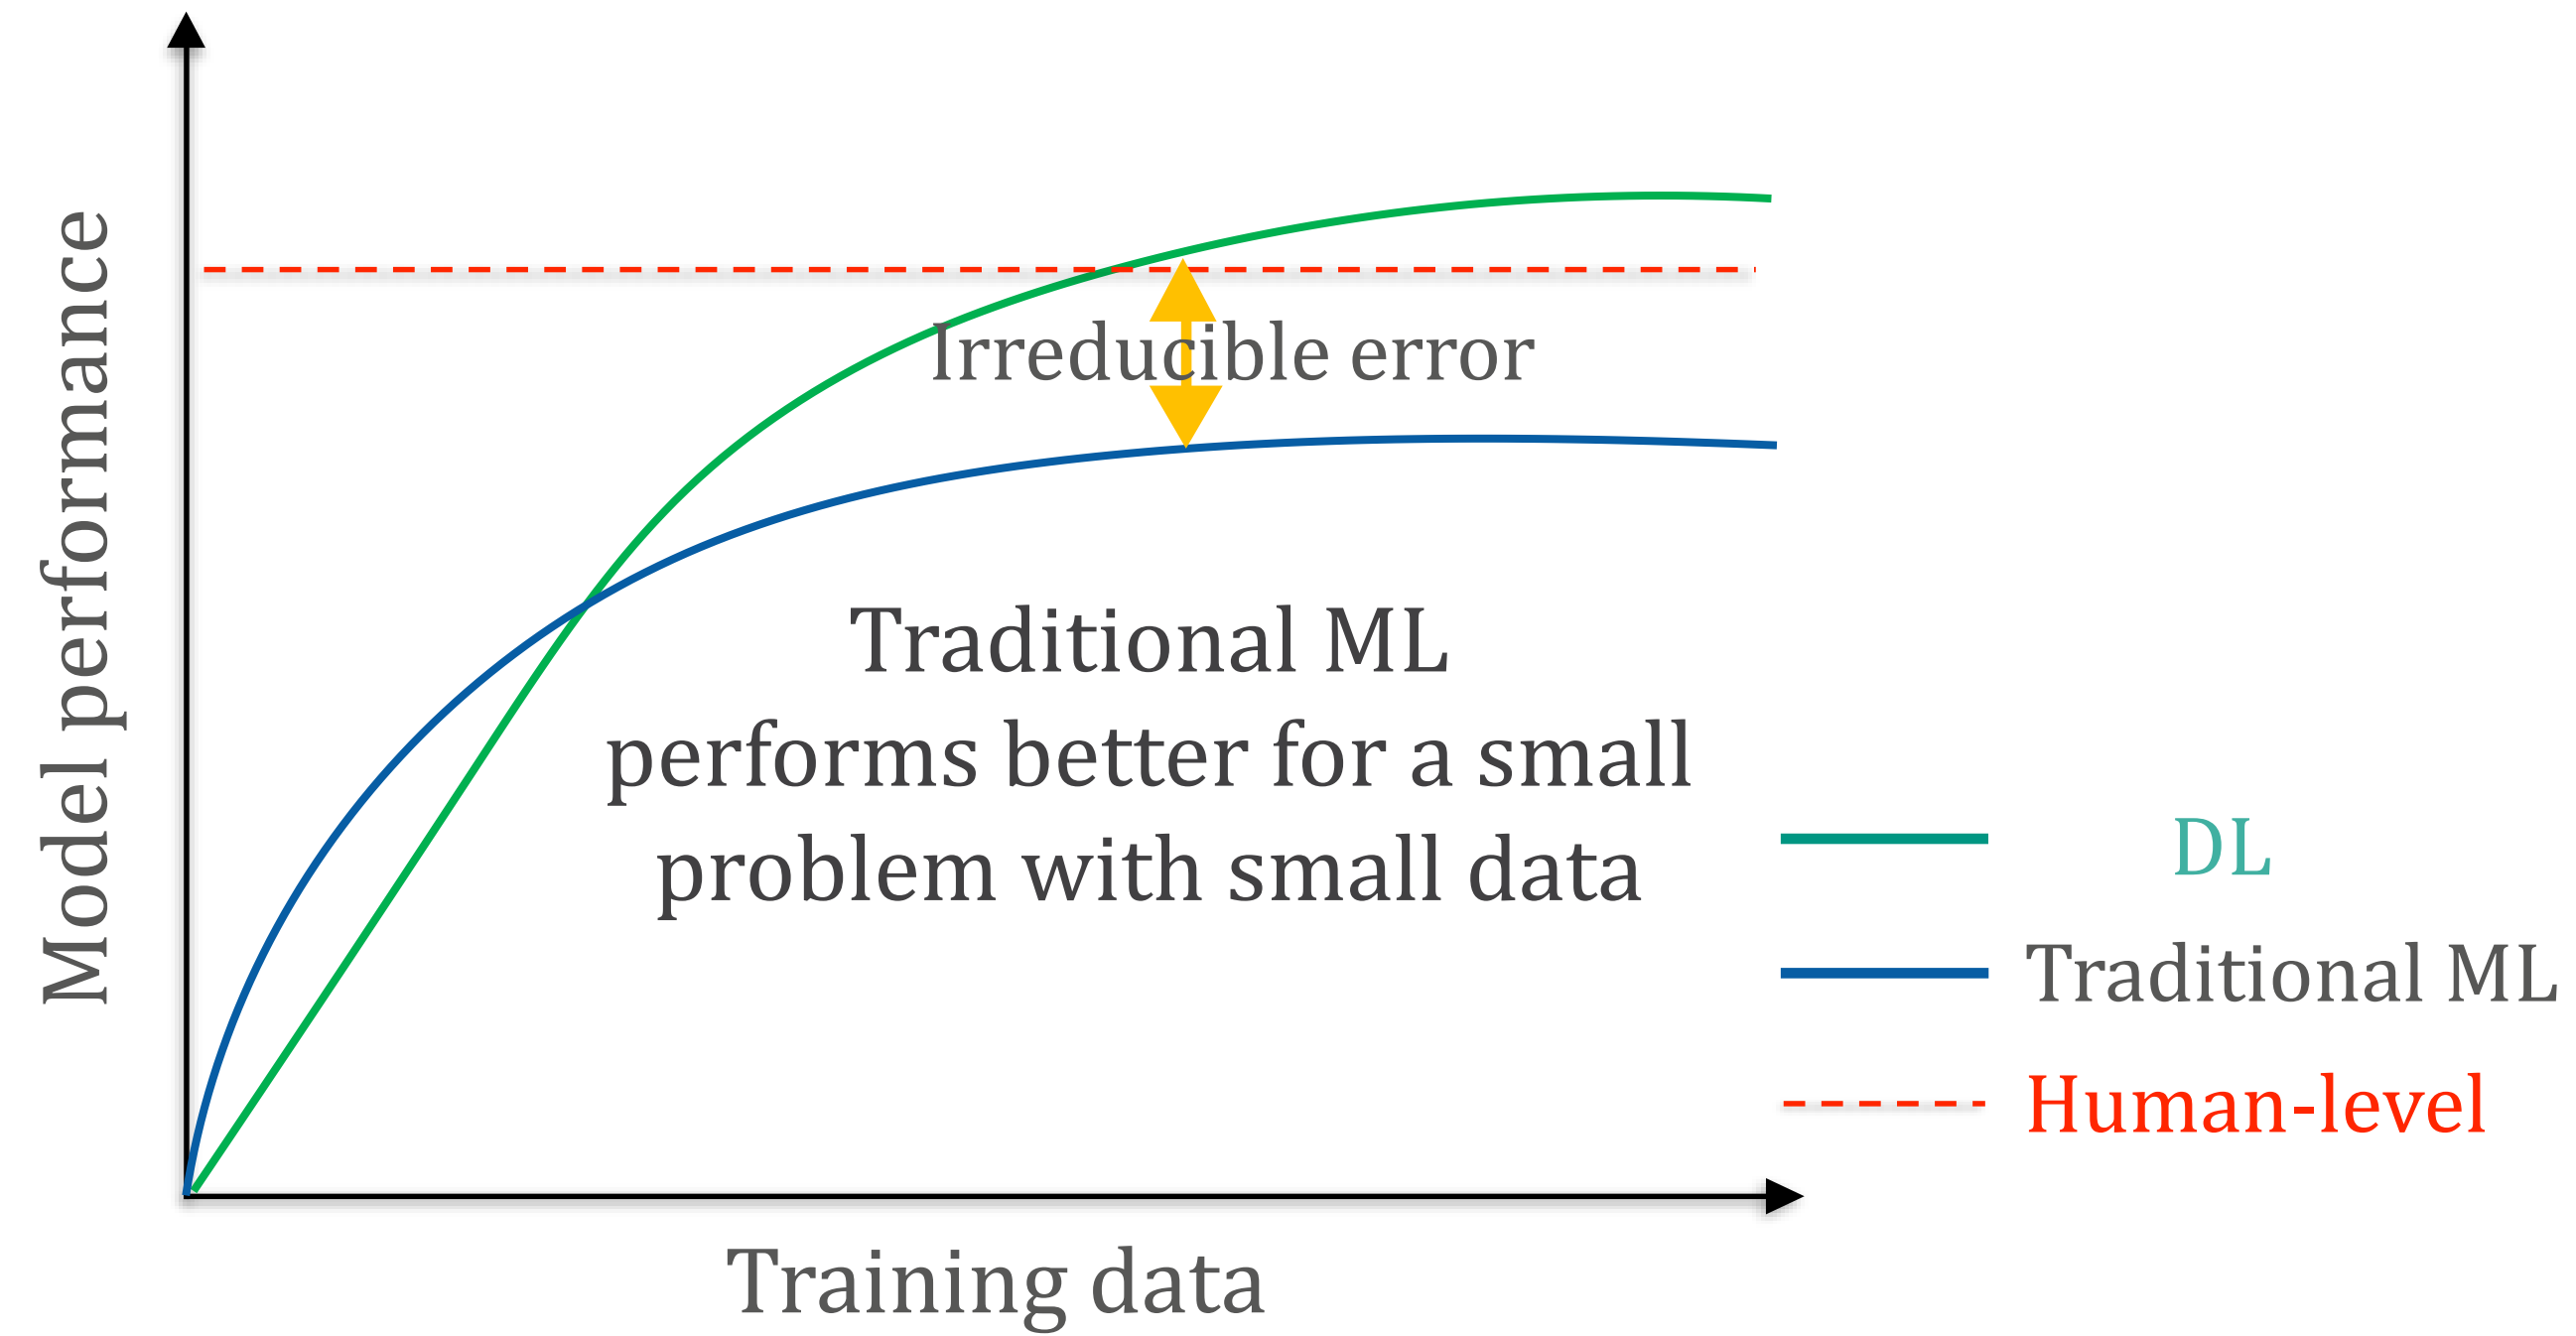 Model performance
Irreducible error
Traditional ML
performs better for a small
problem with small data
DL
Traditional ML
Human-level
Training data